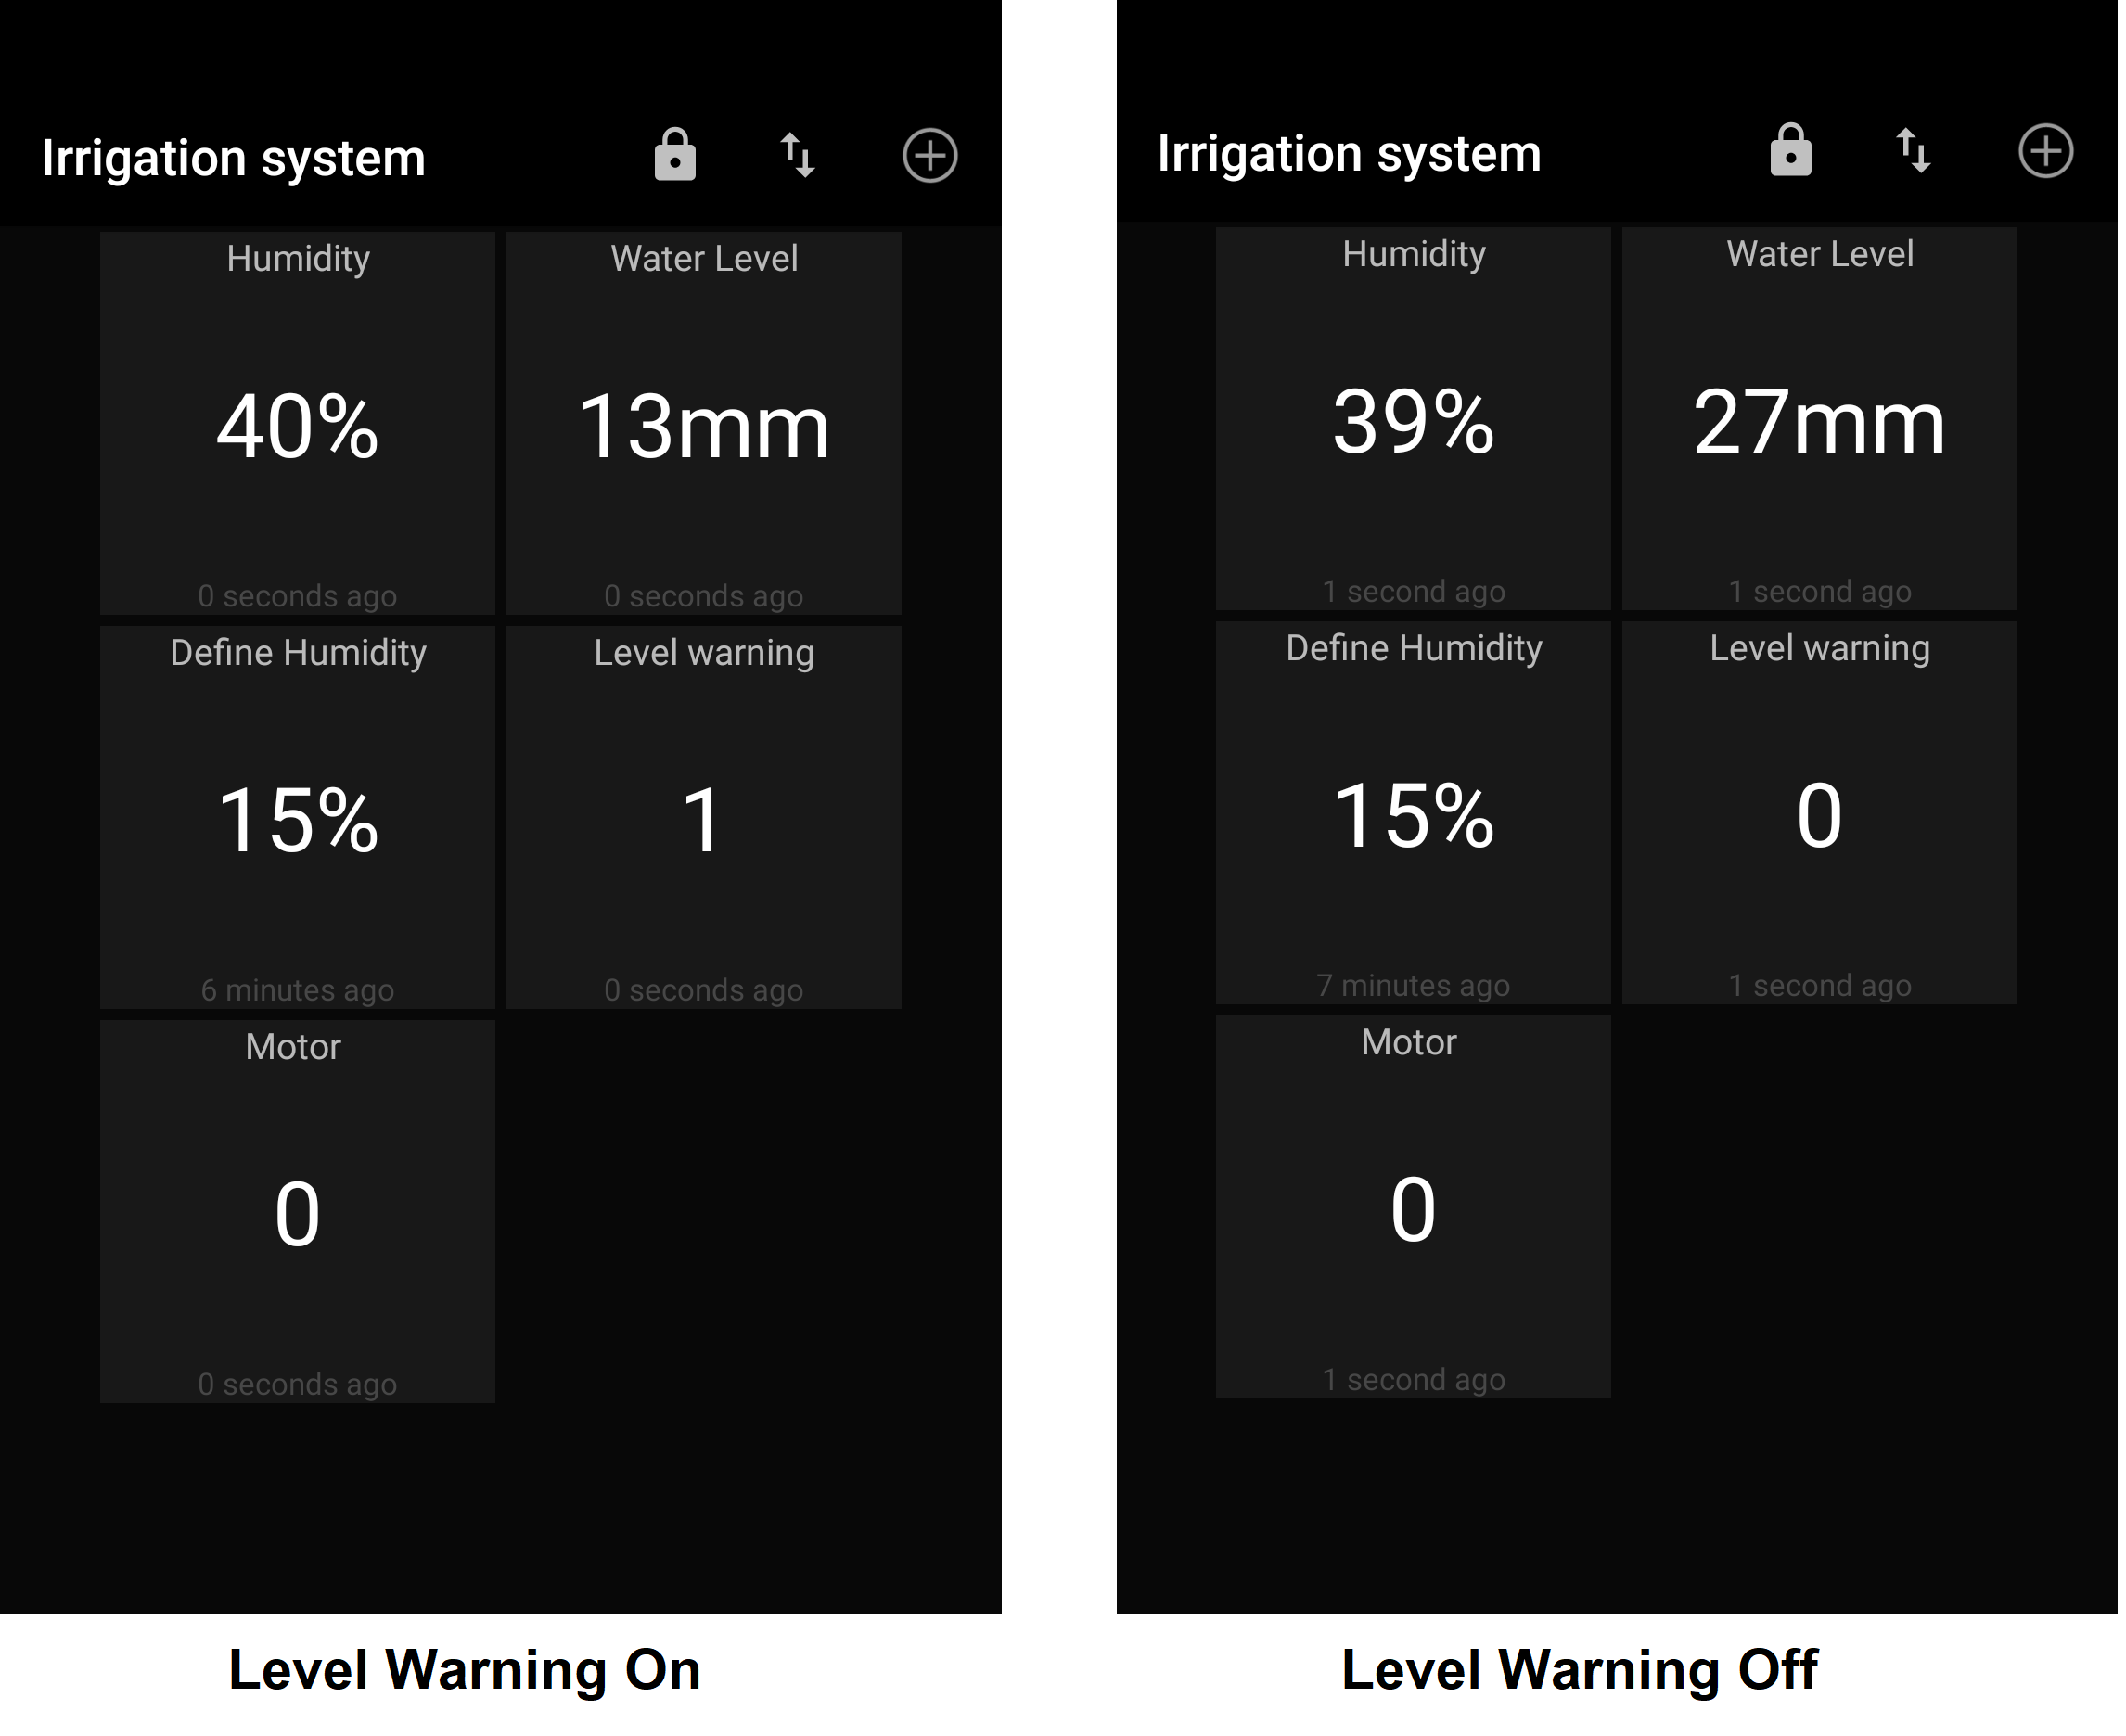 Irrigation system
Humidity
Water Level
40%
13mm
0 seconds ago
0 seconds ago
Define Humidity
Level warning
15%
1
6 minutes ago
0 seconds ago
Motor
0
0 seconds ago
Level Warning On
Irrigation system
Humidity
Water Level
39%
27mm
1 second ago
1 second ago
Define Humidity
Level warning
15%
0
7 minutes ago
1 second ago
Motor
0
1 second ago
Level Warning Off